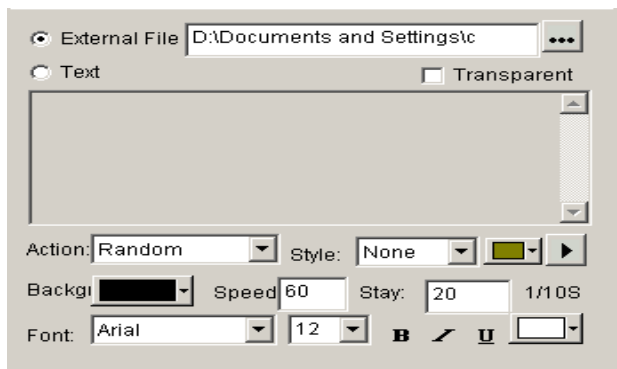 External File D:\Documents and Settings\c ...
Text Transparent
Action: Random Style: None
Backgr Speed 60 Stay: 20 1/10S
Font: Arial 12 B I U